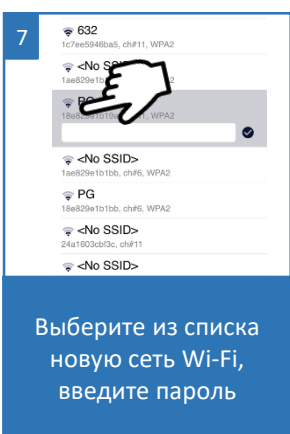 7
632
1c7ee5946ba5, ch#11, WPA2
<No SSID>
PG
<No SSID>
1ae829e1b1bb, ch#6, WPA2
PG
18e829e1b1bb, ch#6, WPA2
<No SSID>
24a1603cbf3c, ch#11
<No SSID>
Выберите из списка
новую сеть Wi-Fi,
введите пароль